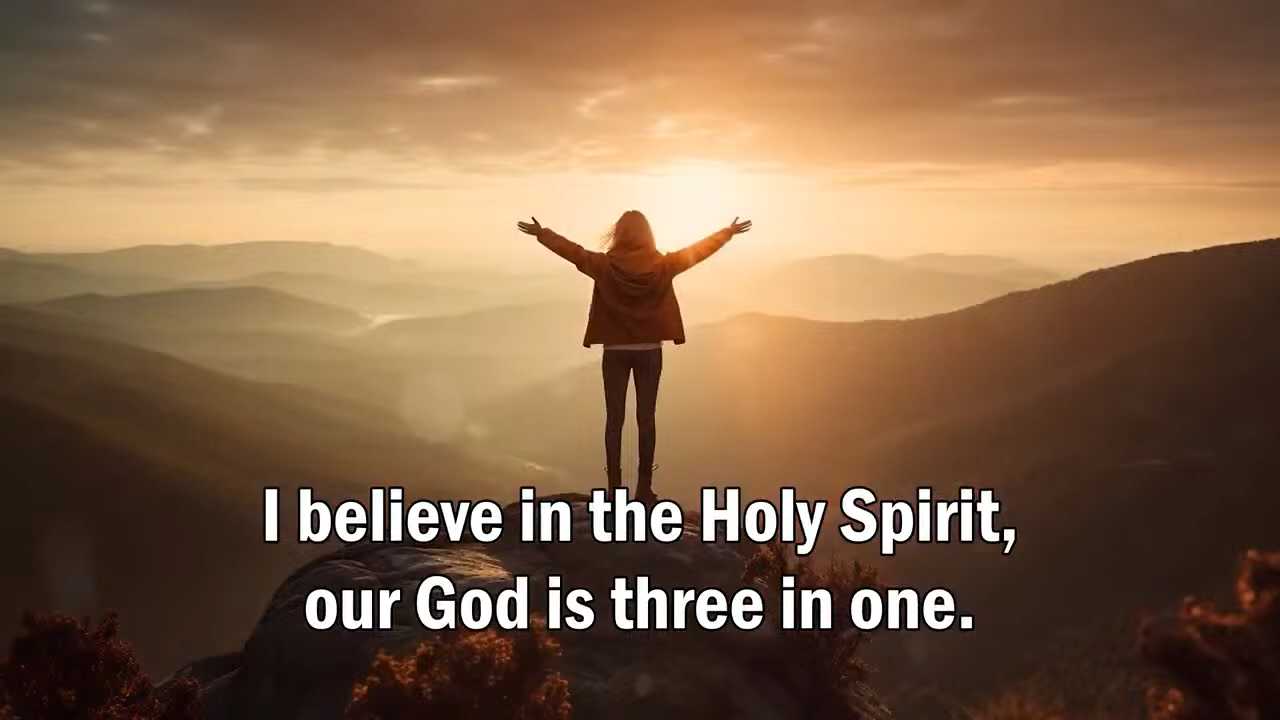 I believe in the Holy Spirit,
our God is three in one.